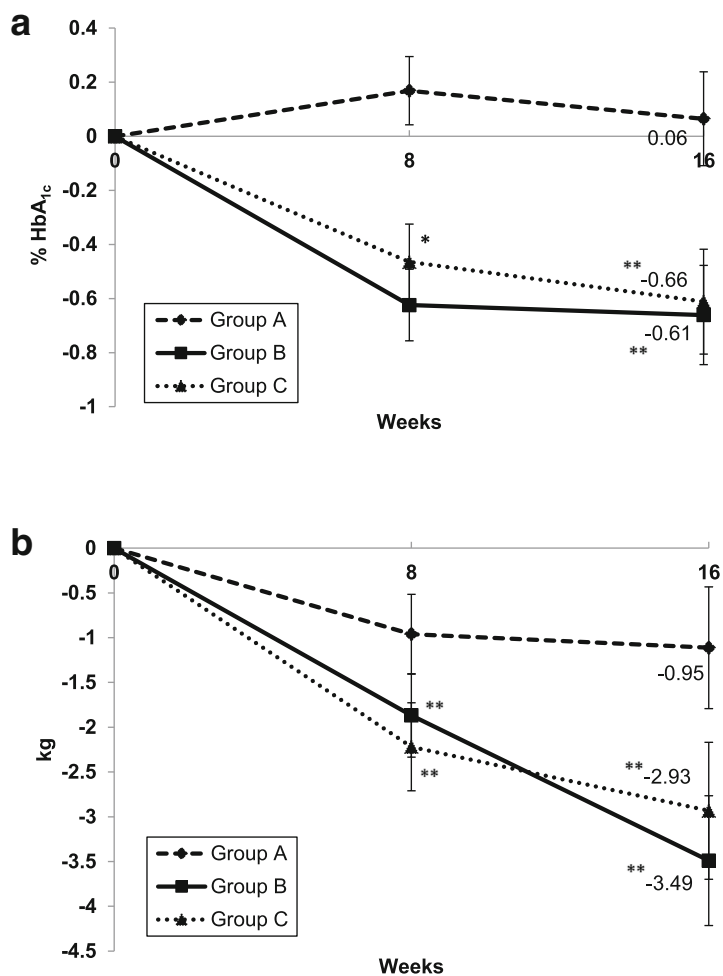 a
0.4
0.2
0
-0.2
-0.4
-0.6
-0.8
-1
% HbA1c
0 8 16
0.06
*
**-0.66
-0.61
**
Group A
Group B
Group C
Weeks
b
0
-0.5
-1
-1.5
-2
-2.5
-3
-3.5
-4
-4.5
kg
0 8 16
-0.95
**
**
**-2.93
**-3.49
Group A
Group B
Group C
Weeks